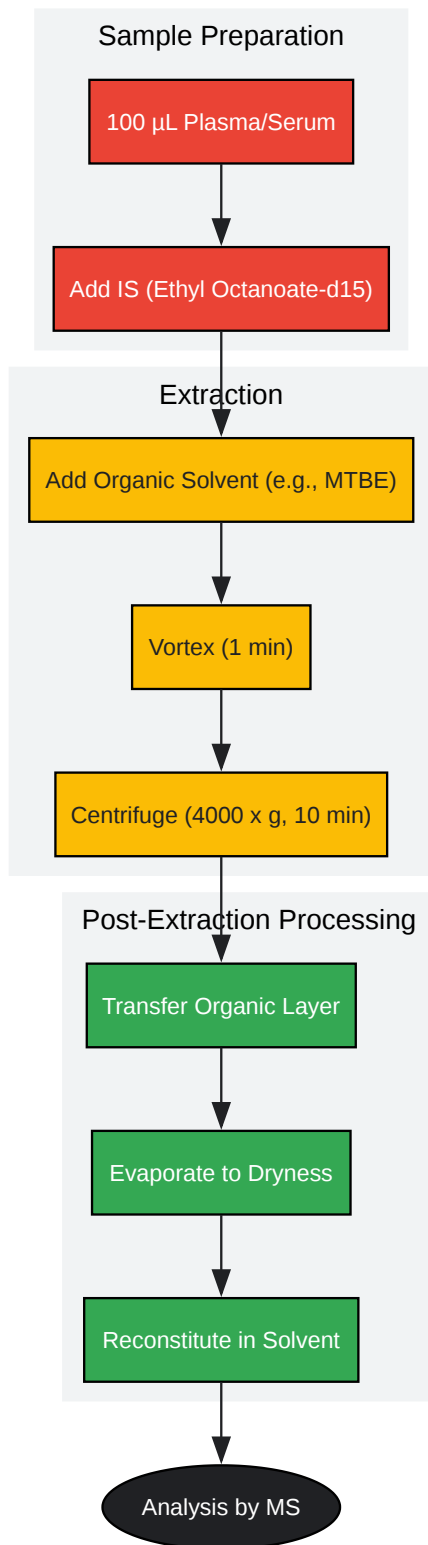 Sample Preparation
100 µL Plasma/Serum
Add IS (Ethyl Octanoate-d15)
Extraction
Add Organic Solvent (e.g., MTBE)
Vortex (1 min)
Centrifuge (4000 x g, 10 min)
Post-Extraction Processing
Transfer Organic Layer
Evaporate to Dryness
Reconstitute in Solvent
Analysis by MS